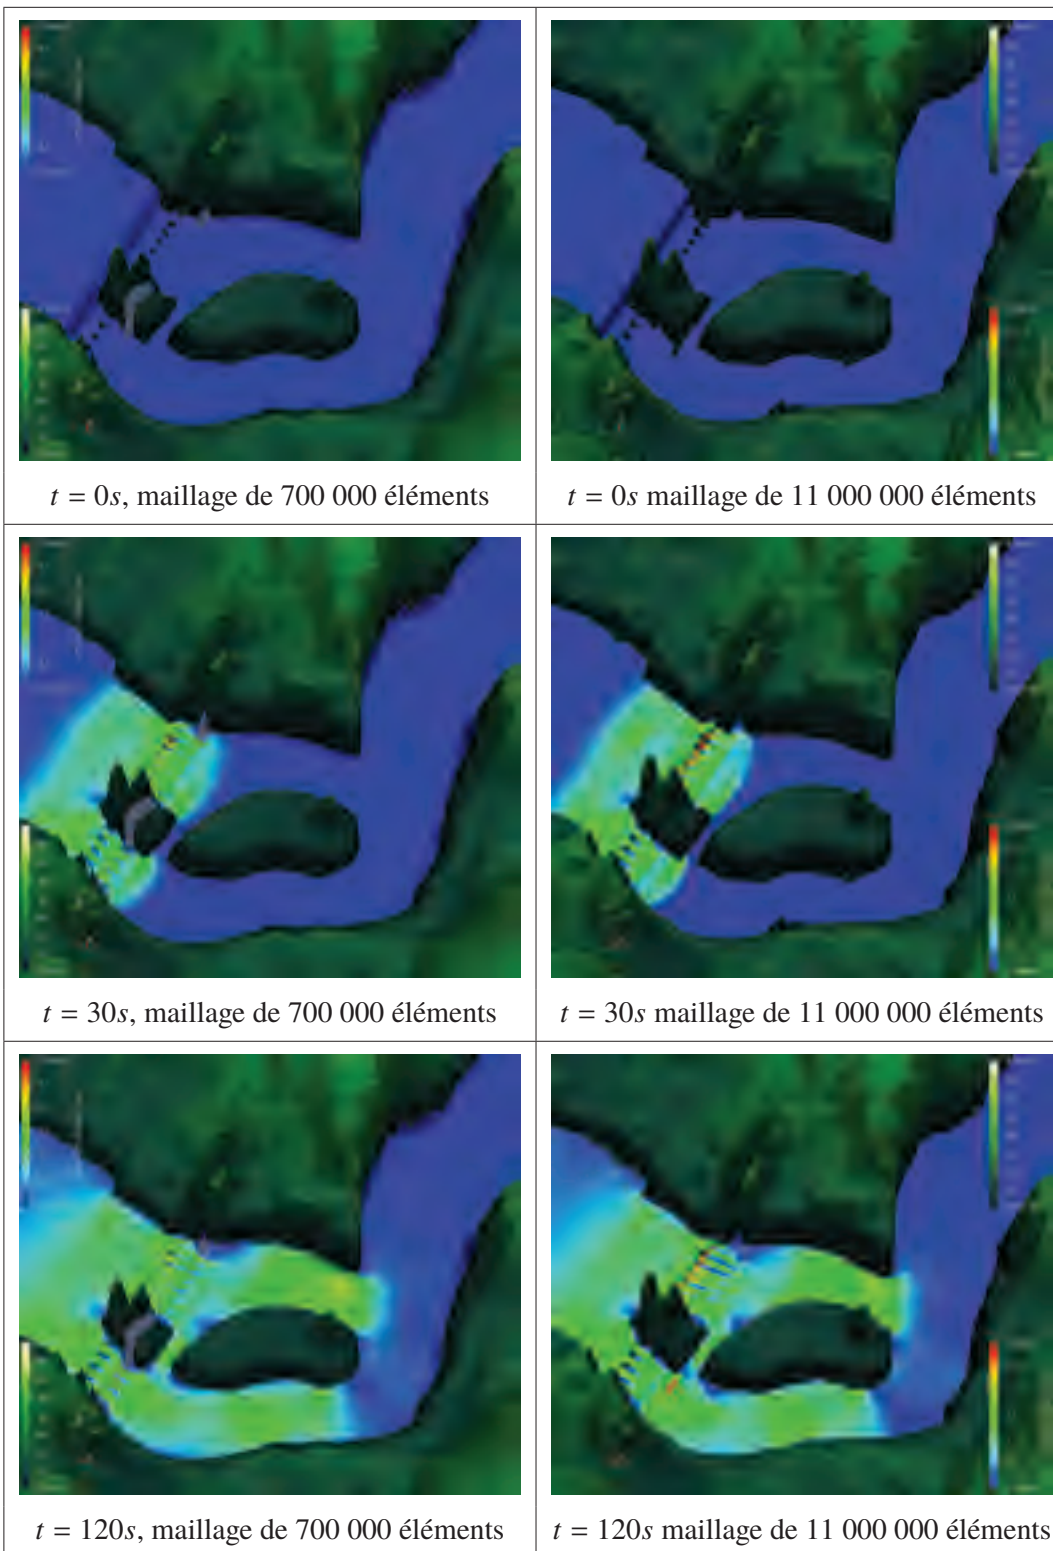 t = 0s, maillage de 700 000 éléments
t = 0s maillage de 11 000 000 éléments
t = 30s, maillage de 700 000 éléments
t = 30s maillage de 11 000 000 éléments
t = 120s, maillage de 700 000 éléments
t = 120s maillage de 11 000 000 éléments